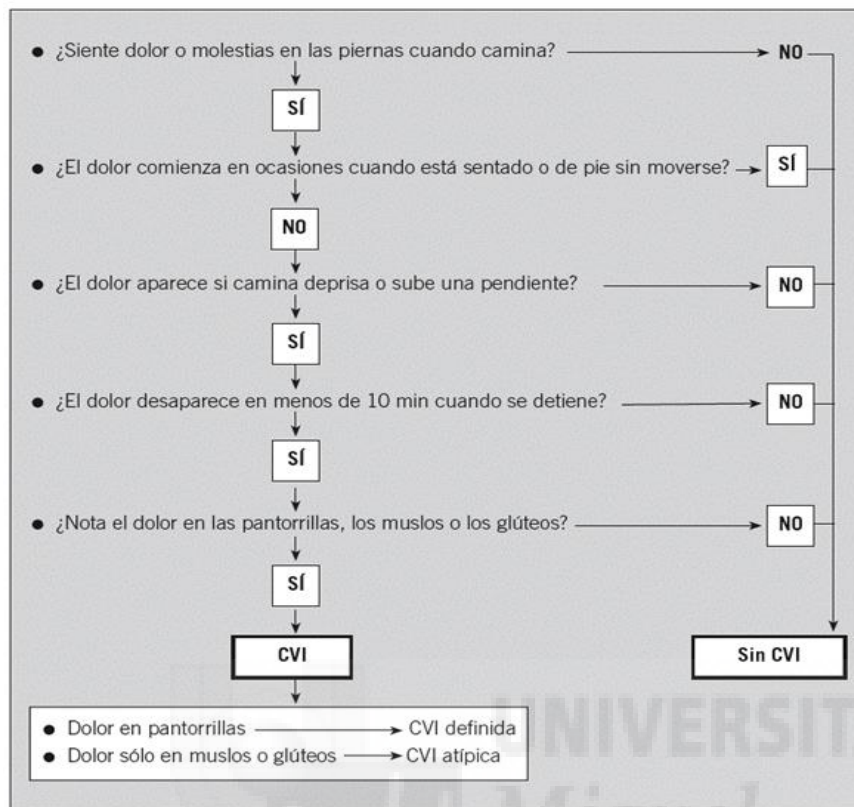 ● ¿Siente dolor o molestias en las piernas cuando camina? NO
SÍ
● ¿El dolor comienza en ocasiones cuando está sentado o de pie sin moverse? SÍ
NO
● ¿El dolor aparece si camina deprisa o sube una pendiente? NO
SÍ
● ¿El dolor desaparece en menos de 10 min cuando se detiene? NO
SÍ
● ¿Nota el dolor en las pantorrillas, los muslos o los glúteos? NO
SÍ
CVI Sin CVI
● Dolor en pantorrillas CVI definida
● Dolor sólo en muslos o glúteos CVI atípica
UNIVERSITA